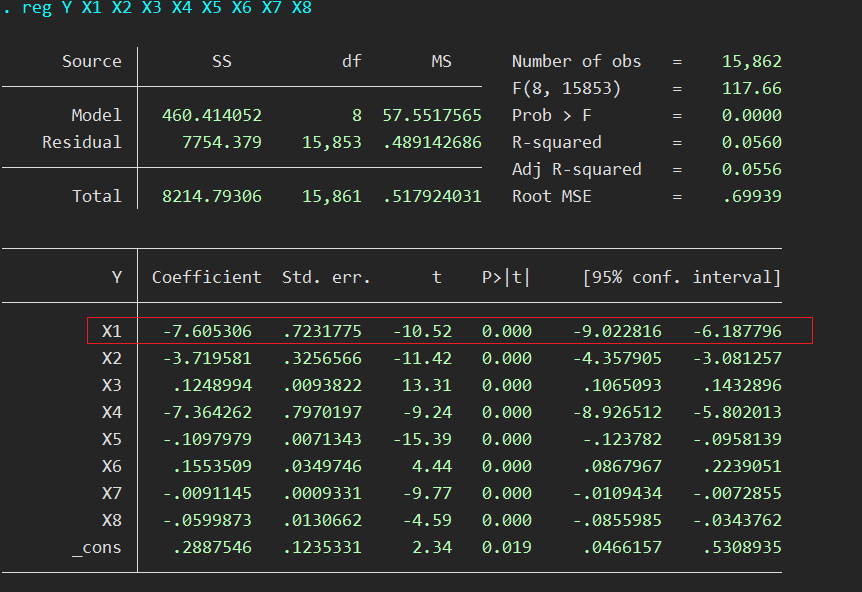 . reg Y X1 X2 X3 X4 X5 X6 X7 X8
Source SS df MS Number of obs = 15,862
F(8, 15853) = 117.66
Model 460.414052 8 57.5517565 Prob > F = 0.0000
Residual 7754.379 15,853 .489142686 R-squared = 0.0560
Adj R-squared = 0.0556
Total 8214.79306 15,861 .517924031 Root MSE = .69939
Y Coefficient Std. err. t P>|t| [95% conf. interval]
X1 -7.605306 .7231775 -10.52 0.000 -9.022816 -6.187796
X2 -3.719581 .3256566 -11.42 0.000 -4.357905 -3.081257
X3 .1248994 .0093822 13.31 0.000 .1065093 .1432896
X4 -7.364262 .7970197 -9.24 0.000 -8.926512 -5.802013
X5 -.1097979 .0071343 -15.39 0.000 -.123782 -.0958139
X6 .1553509 .0349746 4.44 0.000 .0867967 .2239051
X7 -.0091145 .0009331 -9.77 0.000 -.0109434 -.0072855
X8 -.0599873 .0130662 -4.59 0.000 -.0855985 -.0343762
_cons .2887546 .1235331 2.34 0.019 .0466157 .5308935